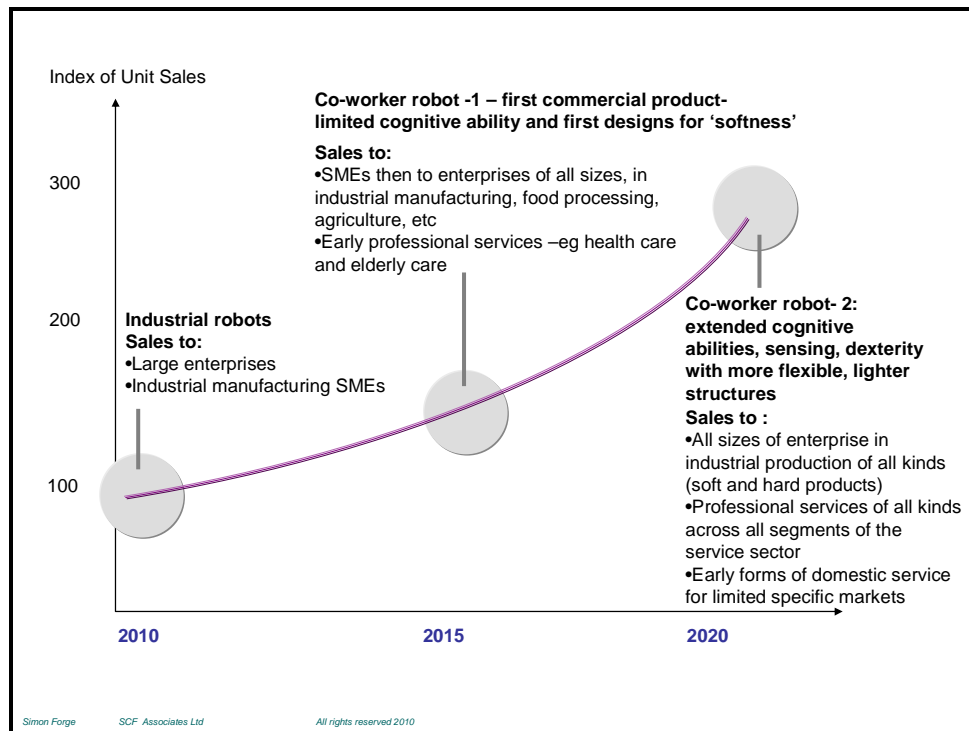 Index of Unit Sales
Co-worker robot -1 – first commercial product-
limited cognitive ability and first designs for ‘softness’
Sales to:
•SMEs then to enterprises of all sizes, in
industrial manufacturing, food processing,
agriculture, etc
•Early professional services –eg health care
and elderly care
300
200
100
Industrial robots
Sales to:
•Large enterprises
•Industrial manufacturing SMEs
Co-worker robot- 2:
extended cognitive
abilities, sensing, dexterity
with more flexible, lighter
structures
Sales to :
•All sizes of enterprise in
industrial production of all kinds
(soft and hard products)
•Professional services of all kinds
across all segments of the
service sector
•Early forms of domestic service
for limited specific markets
2010 2015 2020
Simon Forge SCF Associates Ltd All rights reserved 2010